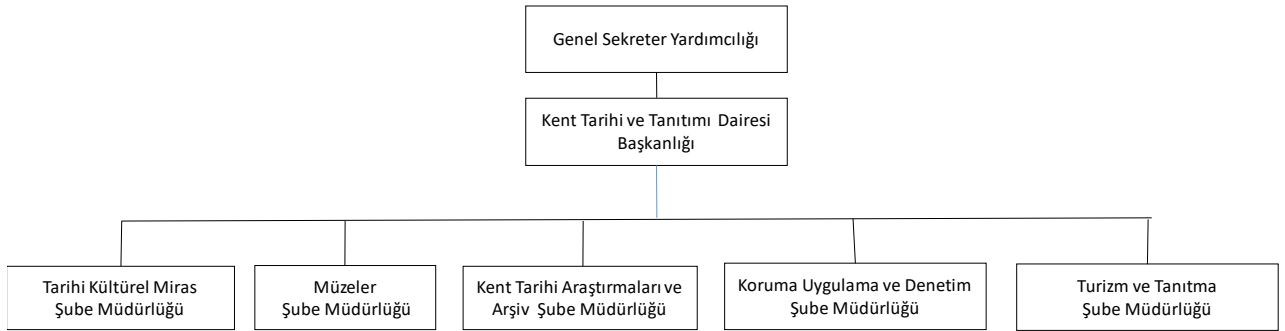 Genel Sekreter Yardımcılığı
Kent Tarihi ve Tanıtımı Dairesi
Başkanlığı
Tarihi Kültürel Miras
Şube Müdürlüğü
Müzeler
Şube Müdürlüğü
Kent Tarihi Araştırmaları ve
Arşiv Şube Müdürlüğü
Koruma Uygulama ve Denetim
Şube Müdürlüğü
Turizm ve Tanıtma
Şube Müdürlüğü